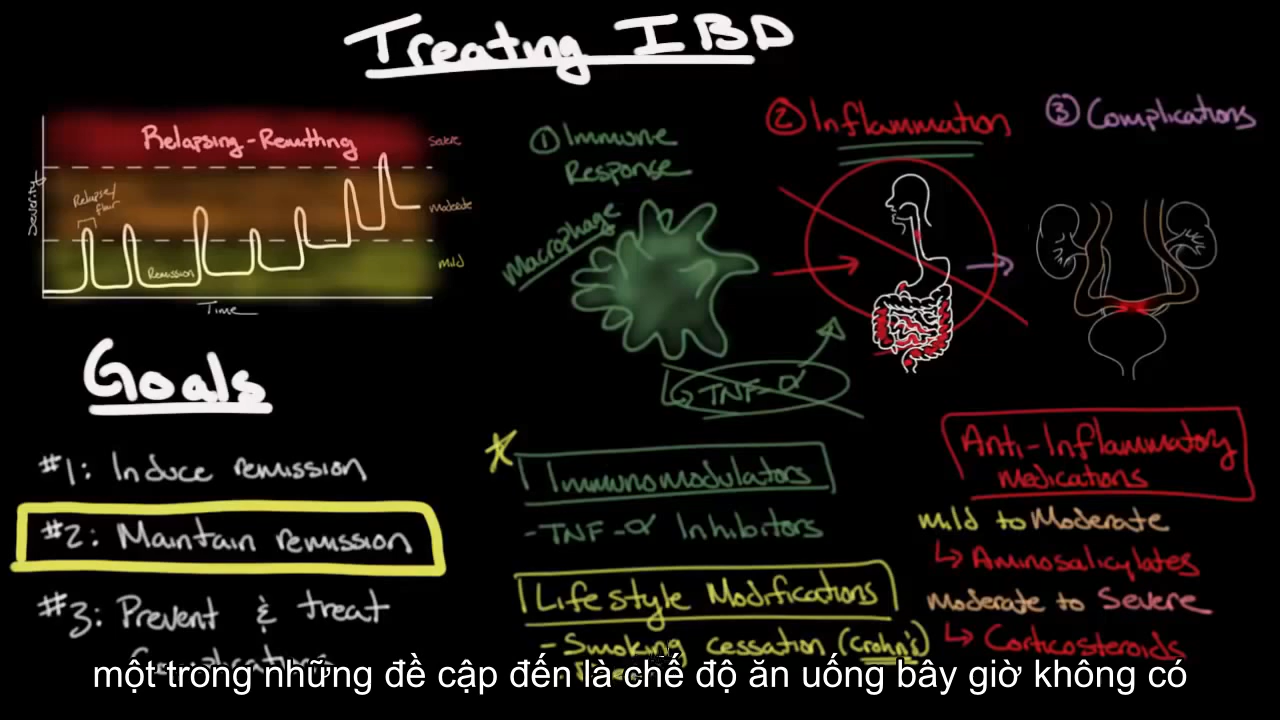 Treating IBD
Relapsing-Remitting
Severe
Moderate
Mild
Severity
Relapse/
flair
Remission
Time
① Immune
Response
Macrophage
TNF-α
② Inflammation
③ Complications
Goals
#1: Induce remission
#2: Maintain remission
#3: Prevent & treat
Complications
Immunomodulators
- TNF-α Inhibitors
Lifestyle Modifications
- Smoking cessation (Crohn's)
Anti-Inflammatory
Medications
Mild to Moderate
↳ Aminosalicylates
Moderate to Severe
↳ Corticosteroids
một trong những đề cập đến là chế độ ăn uống bây giờ không có